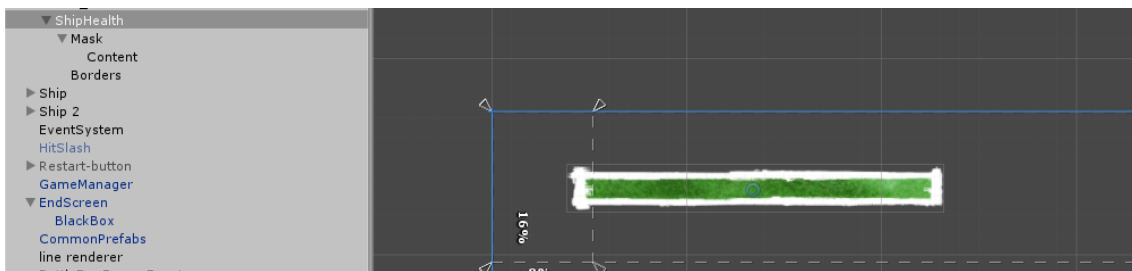 ShipHealth
Mask
Content
Borders
Ship
Ship 2
EventSystem
HitSlash
Restart-button
GameManager
EndScreen
BlackBox
CommonPrefabs
line renderer
16%